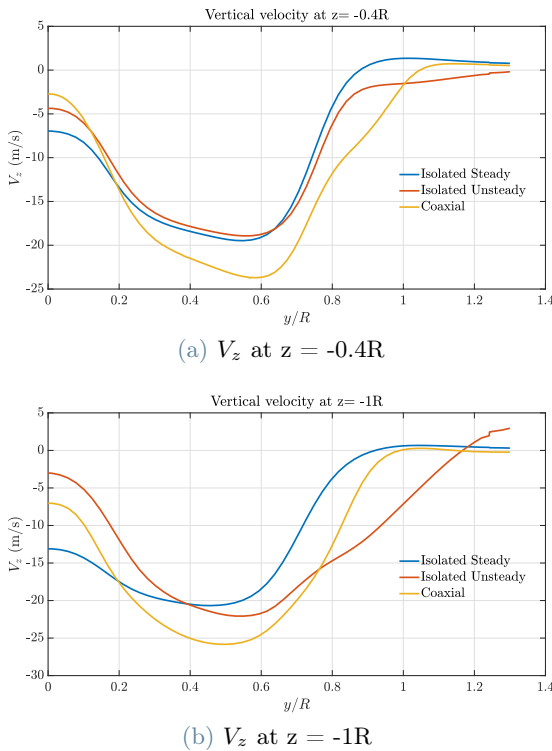 Vertical velocity at z= -0.4R
5
0
-5
-10
-15
-20
-25
V_z (m/s)
Isolated Steady
Isolated Unsteady
Coaxial
0 0.2 0.4 0.6 0.8 1 1.2 1.4
y/R
(a) V_z at z = -0.4R
Vertical velocity at z= -1R
5
0
-5
-10
-15
-20
-25
-30
V_z (m/s)
Isolated Steady
Isolated Unsteady
Coaxial
0 0.2 0.4 0.6 0.8 1 1.2 1.4
y/R
(b) V_z at z = -1R